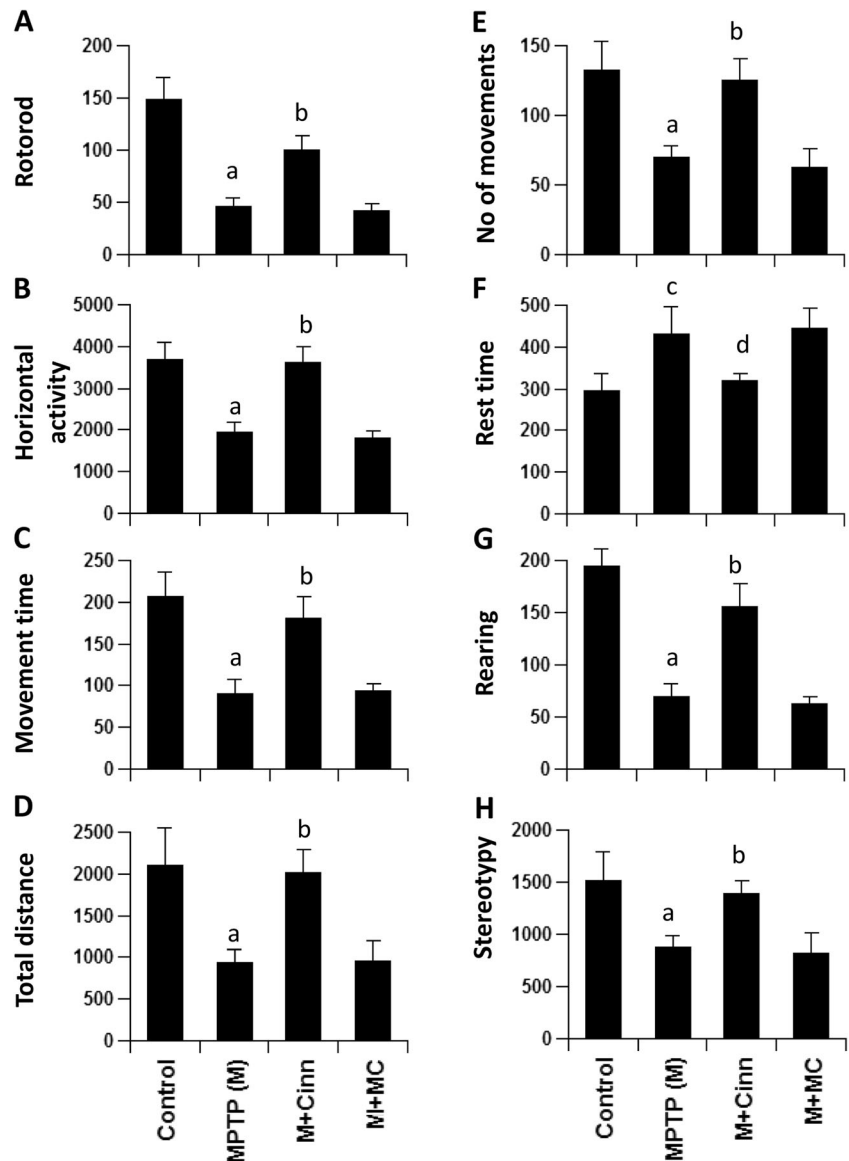 A
Rotorod
200
150
100
50
0
a
b
B
Horizontal
activity
5000
4000
3000
2000
1000
0
a
b
C
Movement time
250
200
150
100
50
0
a
b
D
Total distance
2500
2000
1500
1000
500
0
a
b
Control
MPTP (M)
M+Cinn
MI+MC
E
No of movements
150
100
50
0
a
b
F
Rest time
500
400
300
200
100
0
c
d
G
Rearing
200
150
100
50
0
a
b
H
Stereotypy
2000
1500
1000
500
0
a
b
Control
MPTP (M)
M+Cinn
M+MC